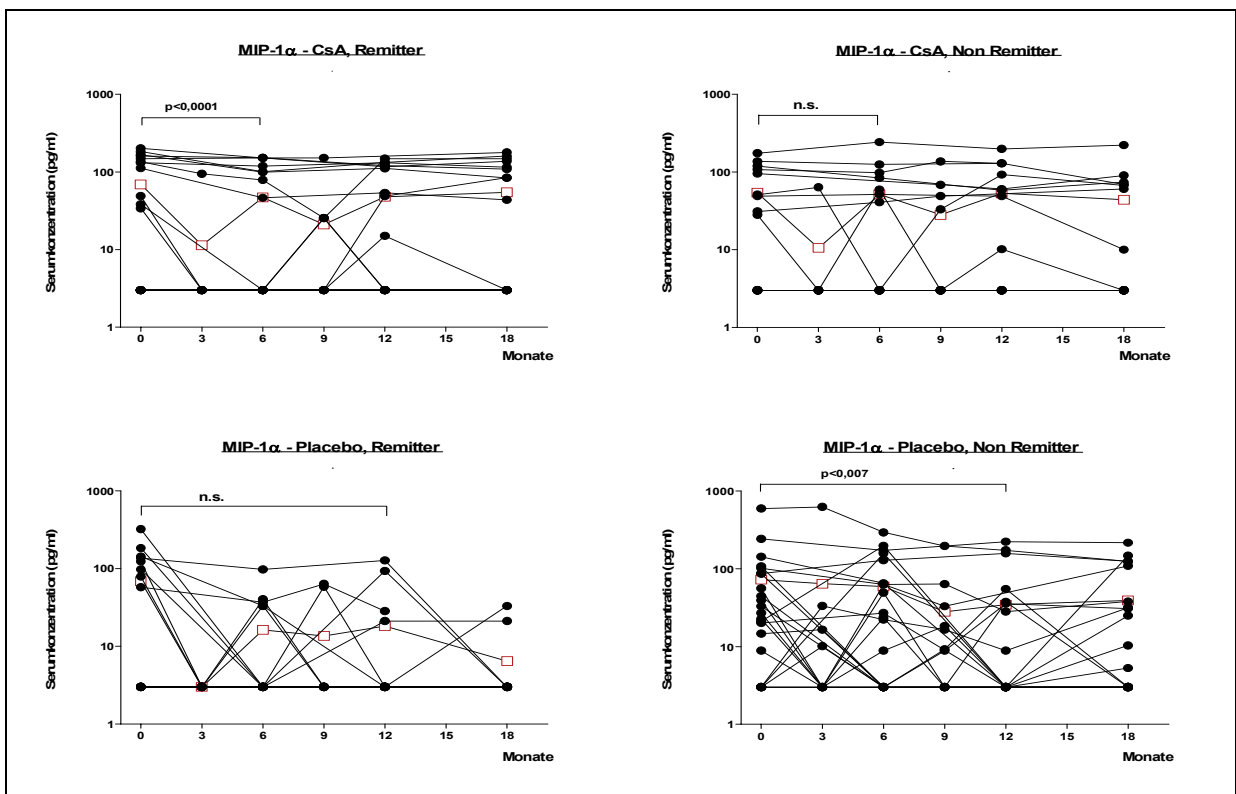 MIP-1α - CsA, Remitter
Serumkonzentration (pg/ml)
1000
100
10
1
p<0,0001
0 3 6 9 12 15 18
Monate
MIP-1α - CsA, Non Remitter
Serumkonzentration (pg/ml)
1000
100
10
1
n.s.
0 3 6 9 12 15 18
Monate
MIP-1α - Placebo, Remitter
Serumkonzentration (pg/ml)
1000
100
10
1
n.s.
0 3 6 9 12 15 18
Monate
MIP-1α - Placebo, Non Remitter
Serumkonzentration (pg/ml)
1000
100
10
1
p<0,007
0 3 6 9 12 15 18
Monate